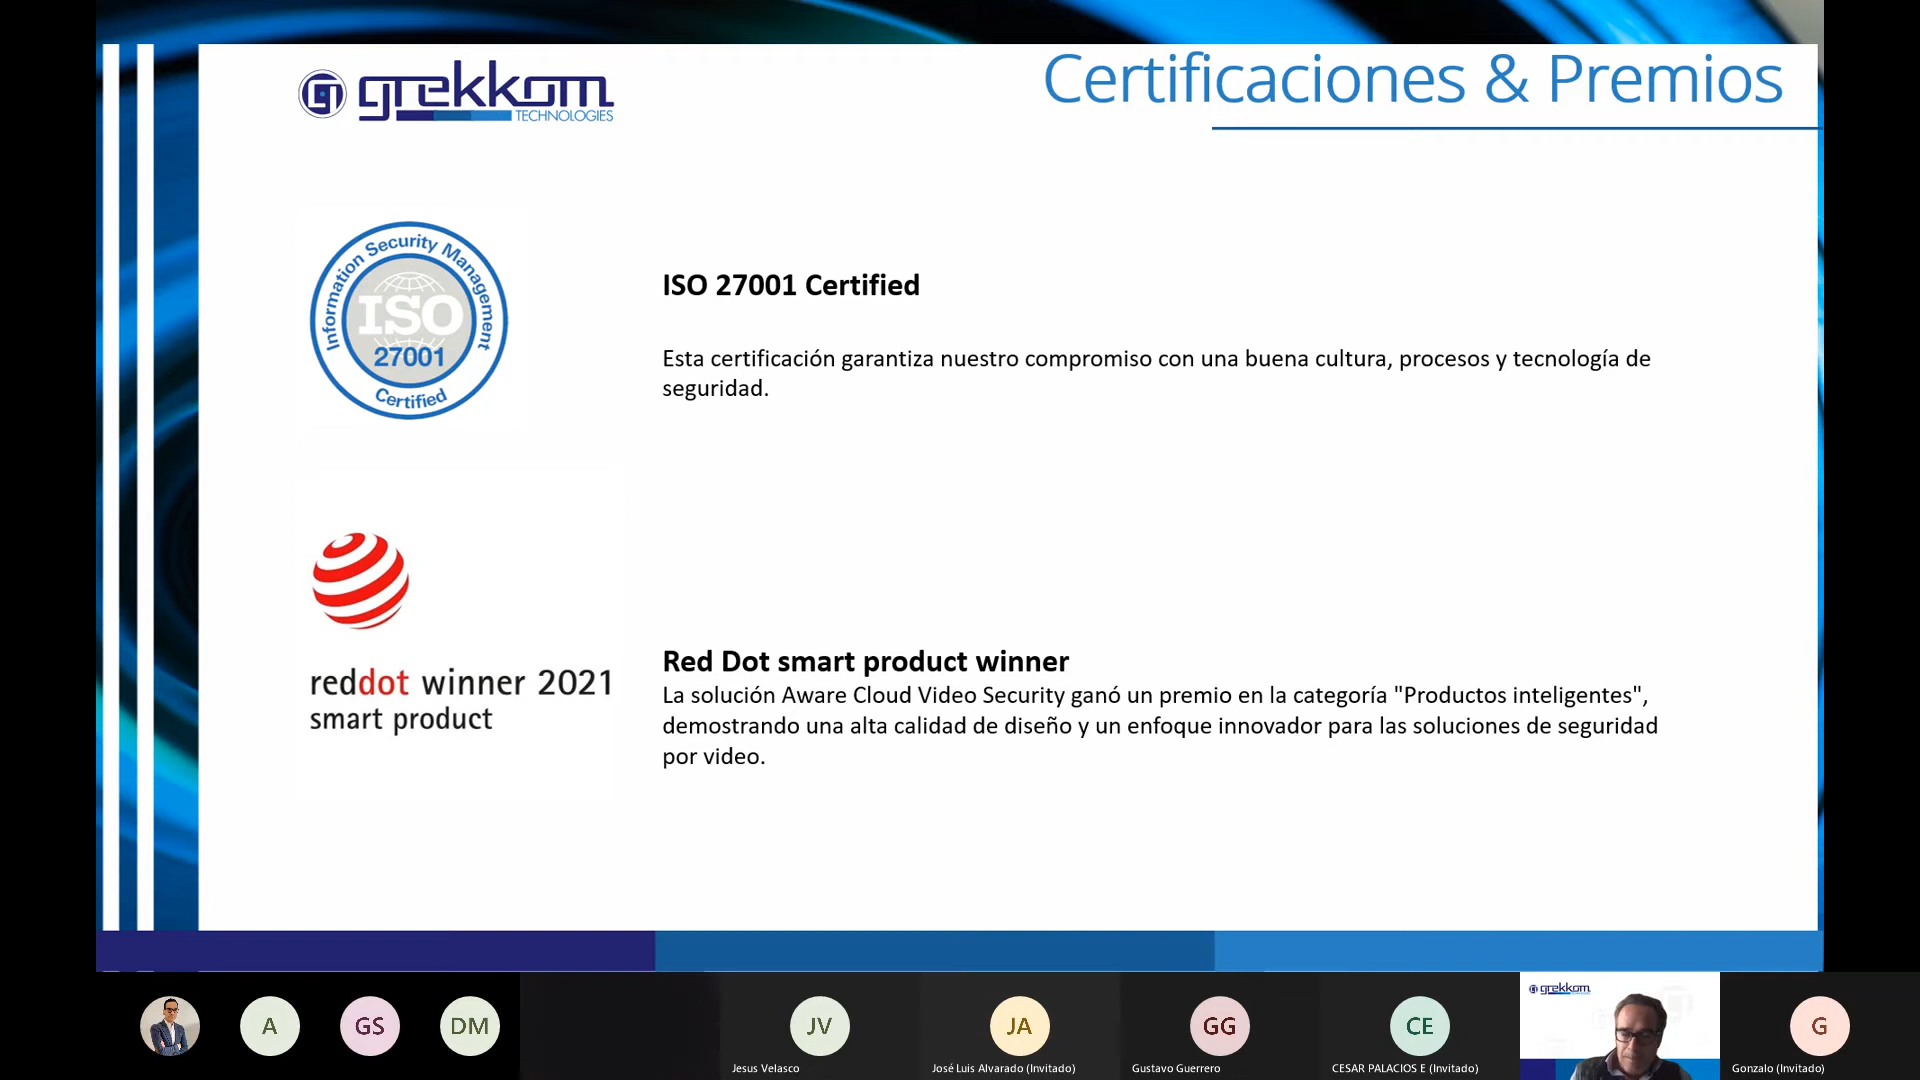 grekkom
TECHNOLOGIES
Certificaciones & Premios
Information Security Management
ISO
27001
Certified
ISO 27001 Certified
Esta certificación garantiza nuestro compromiso con una buena cultura, procesos y tecnología de
seguridad.
reddot winner 2021
smart product
Red Dot smart product winner
La solución Aware Cloud Video Security ganó un premio en la categoría "Productos inteligentes",
demostrando una alta calidad de diseño y un enfoque innovador para las soluciones de seguridad
por video.
A
GS
DM
JV
Jesus Velasco
JA
José Luis Alvarado (Invitado)
GG
Gustavo Guerrero
CE
CESAR PALACIOS E (Invitado)
grekkom
G
Gonzalo (Invitado)